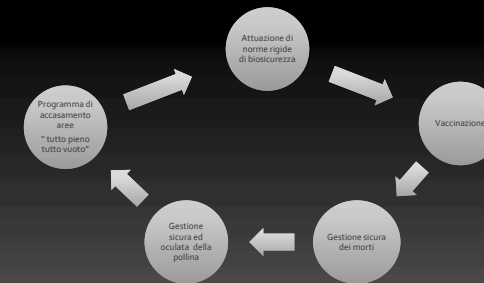 Attuazione di
norme rigide
di biosicurezza
Vaccinazione
Gestione sicura
dei morti
Gestione
sicura ed
oculata della
pollina
Programma di
accasamento
aree
" tutto pieno
tutto vuoto"